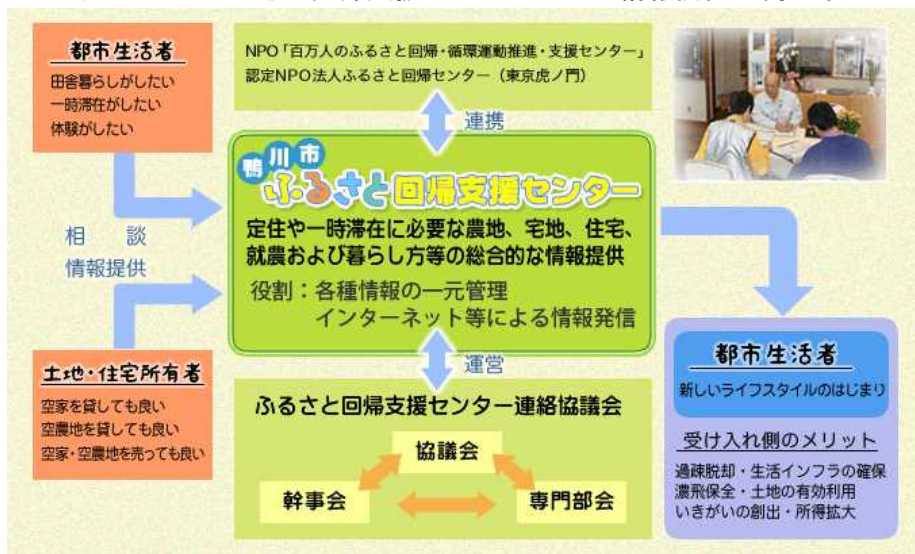 都市生活者
田舎暮らしがしたい
一時滞在がしたい
体験がしたい
NPO「百万人のふるさと回帰・循環運動推進・支援センター」
認定NPO法人ふるさと回帰センター（東京虎ノ門）
連携
鴨川市
ふるさと回帰支援センター
定住や一時滞在に必要な農地、宅地、住宅、
就農および暮らし方等の総合的な情報提供
役割：各種情報の一元管理
インターネット等による情報発信
相　談
情報提供
土地・住宅所有者
空家を貸しても良い
空農地を貸しても良い
空家・空農地を売っても良い
運営
ふるさと回帰支援センター連絡協議会
協議会
幹事会
専門部会
都市生活者
新しいライフスタイルのはじまり
受け入れ側のメリット
過疎脱却・生活インフラの確保
濃飛保全・土地の有効利用
いきがいの創出・所得拡大